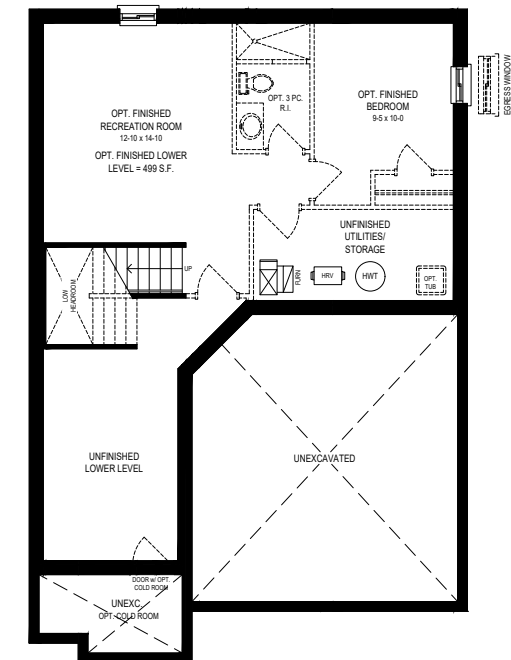 OPT. FINISHED
RECREATION ROOM
12-10 x 14-10
OPT. FINISHED LOWER
LEVEL = 499 S.F.
OPT. 3 PC.
R.I.
OPT. FINISHED
BEDROOM
9-5 x 10-0
EGRESS WINDOW
UNFINISHED
UTILITIES/
STORAGE
UP
LOW
HEADROOM
FURN
HRV
HWT
OPT.
TUB
UNFINISHED
LOWER LEVEL
UNEXCAVATED
DOOR w/ OPT.
COLD ROOM
UNEXC.
OPT. COLD ROOM